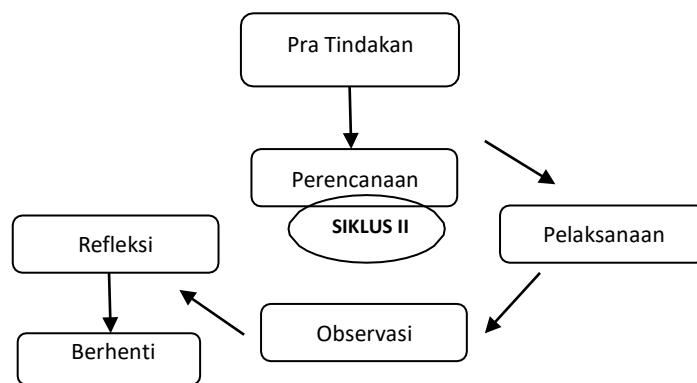 Pra Tindakan
Perencanaan
SIKLUS II
Refleksi
Pelaksanaan
Observasi
Berhenti